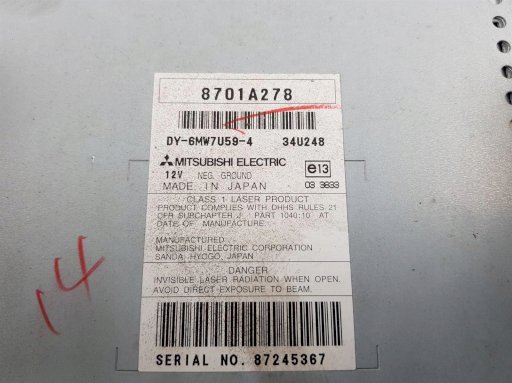 8701A278
DY-6MW7U59-4 34U248
MITSUBISHI ELECTRIC e13
12V NEG. GROUND
MADE IN JAPAN 03 3633
CLASS 1 LASER PRODUCT
PRODUCT COMPLIES WITH DHHS RULES 21
CFR SUBCHAPTER J, PART 1040:10 AT
DATE OF MANUFACTURE.
MANUFACTURED
MITSUBISHI ELECTRIC CORPORATION
SANDA, HYOGO, JAPAN
DANGER
INVISIBLE LASER RADIATION WHEN OPEN.
AVOID DIRECT EXPOSURE TO BEAM.
SERIAL NO. 87245367
14